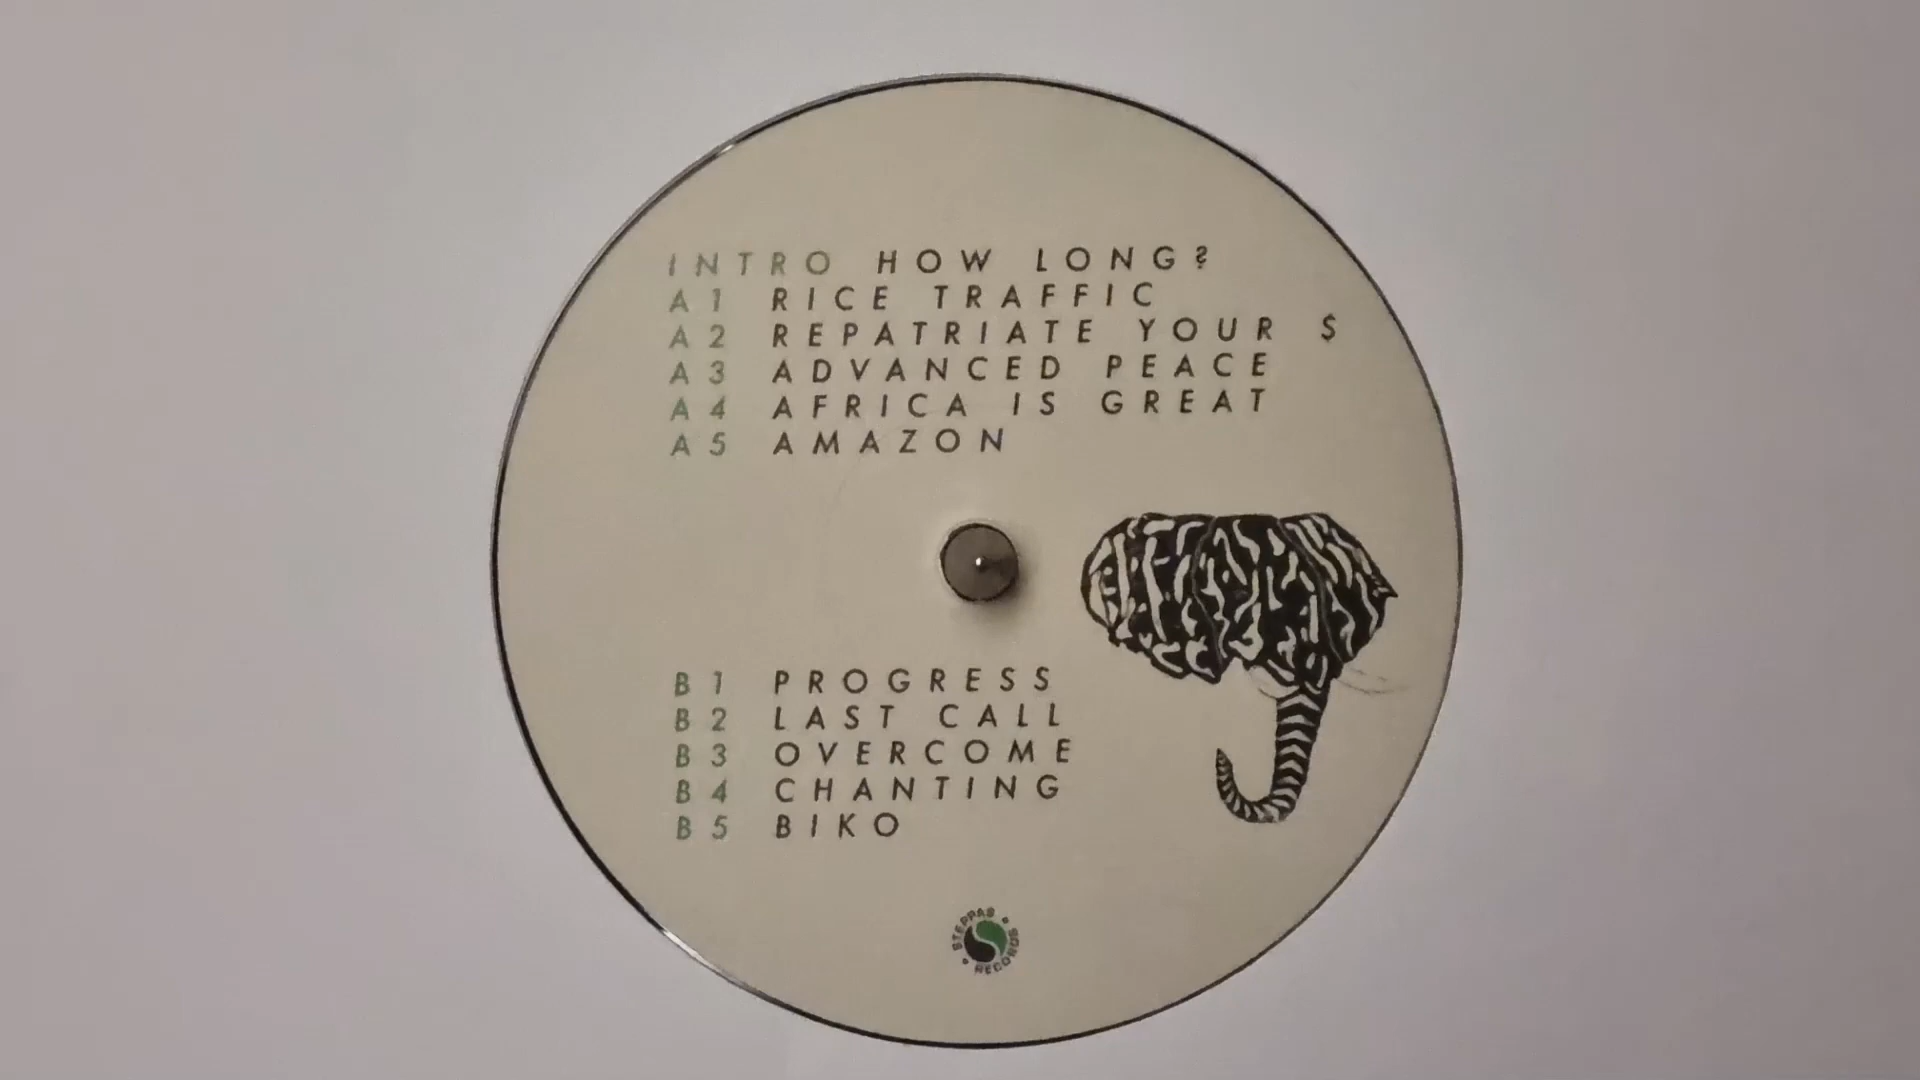 INTRO HOW LONG?
A1 RICE TRAFFIC
A2 REPATRIATE YOUR $
A3 ADVANCED PEACE
A4 AFRICA IS GREAT
A5 AMAZON
B1 PROGRESS
B2 LAST CALL
B3 OVERCOME
B4 CHANTING
B5 BIKO
STEPPAS RECORDS